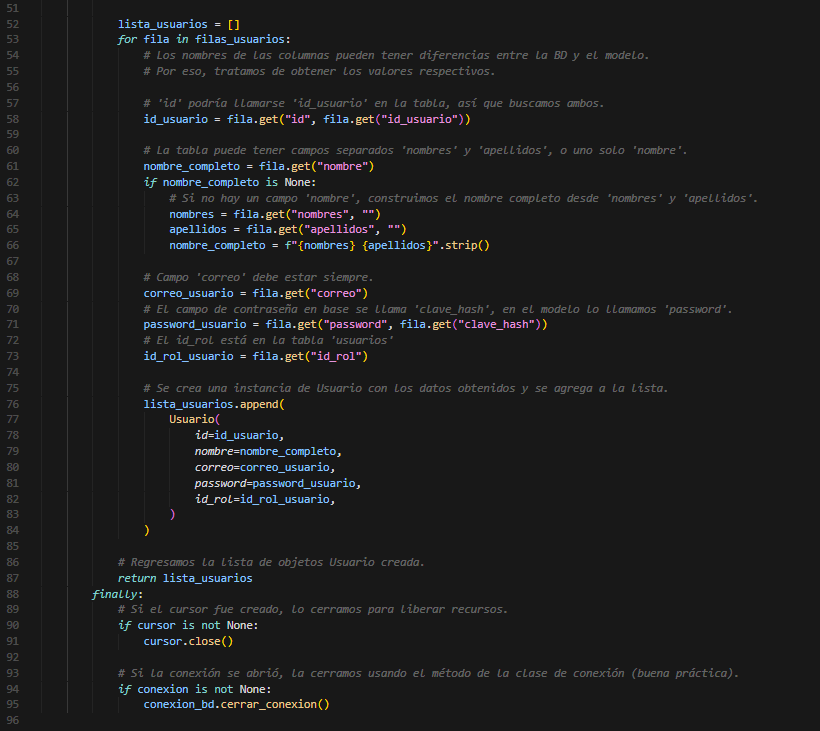 51
52 lista_usuarios = []
53 for fila in filas_usuarios:
54 # Los nombres de las columnas pueden tener diferencias entre la BD y el modelo.
55 # Por eso, tratamos de obtener los valores respectivos.
56
57 # 'id' podría llamarse 'id_usuario' en la tabla, así que buscamos ambos.
58 id_usuario = fila.get("id", fila.get("id_usuario"))
59
60 # La tabla puede tener campos separados 'nombres' y 'apellidos', o uno solo 'nombre'.
61 nombre_completo = fila.get("nombre")
62 if nombre_completo is None:
63 # Si no hay un campo 'nombre', construimos el nombre completo desde 'nombres' y 'apellidos'.
64 nombres = fila.get("nombres", "")
65 apellidos = fila.get("apellidos", "")
66 nombre_completo = f"{nombres} {apellidos}".strip()
67
68 # Campo 'correo' debe estar siempre.
69 correo_usuario = fila.get("correo")
70 # El campo de contraseña en base se llama 'clave_hash', en el modelo lo llamamos 'password'.
71 password_usuario = fila.get("password", fila.get("clave_hash"))
72 # El id_rol está en la tabla 'usuarios'
73 id_rol_usuario = fila.get("id_rol")
74
75 # Se crea una instancia de Usuario con los datos obtenidos y se agrega a la lista.
76 lista_usuarios.append(
77 Usuario(
78 id=id_usuario,
79 nombre=nombre_completo,
80 correo=correo_usuario,
81 password=password_usuario,
82 id_rol=id_rol_usuario,
83 )
84 )
85
86 # Regresamos la lista de objetos Usuario creada.
87 return lista_usuarios
88 finally:
89 # Si el cursor fue creado, lo cerramos para liberar recursos.
90 if cursor is not None:
91 cursor.close()
92
93 # Si la conexión se abrió, la cerramos usando el método de la clase de conexión (buena práctica).
94 if conexion is not None:
95 conexion_bd.cerrar_conexion()
96